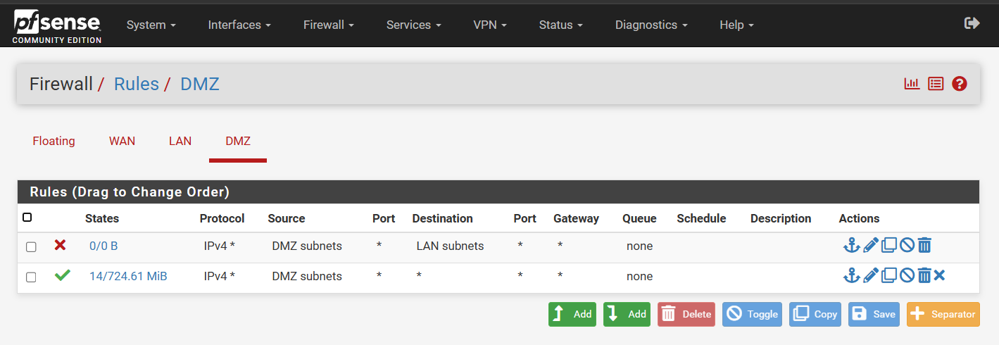 pfsense
COMMUNITY EDITION
System Interfaces Firewall Services VPN Status Diagnostics Help
Firewall / Rules / DMZ
Floating WAN LAN DMZ
Rules (Drag to Change Order)
States Protocol Source Port Destination Port Gateway Queue Schedule Description Actions
0/0 B IPv4 * DMZ subnets * LAN subnets * * none
14/724.61 MiB IPv4 * DMZ subnets * * * * none
Add Add Delete Toggle Copy Save Separator